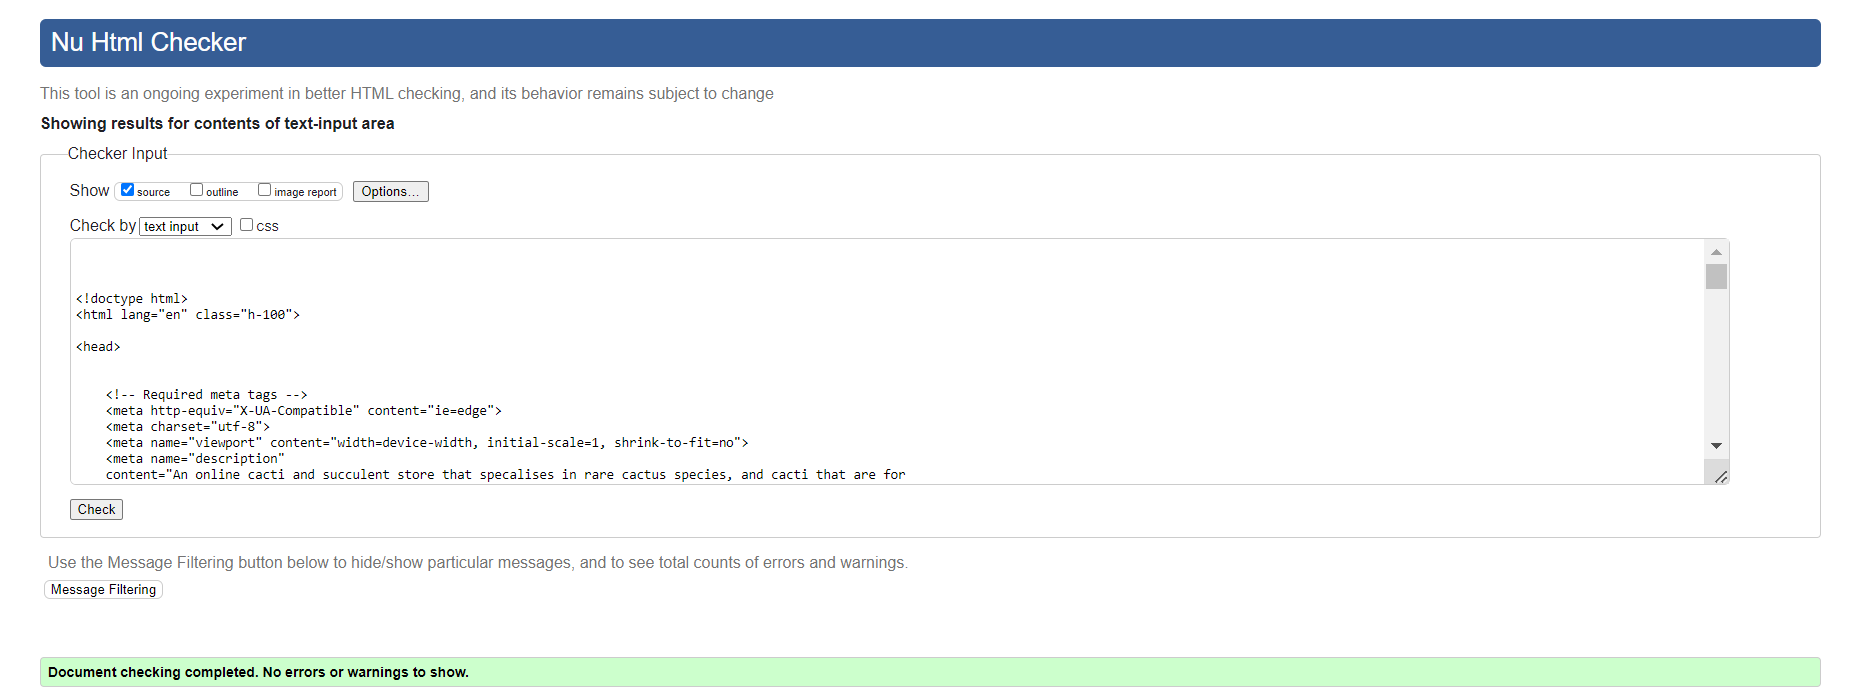 Nu Html Checker
This tool is an ongoing experiment in better HTML checking, and its behavior remains subject to change
Showing results for contents of text-input area
Checker Input
Show source outline image report Options...
Check by text input css
<!doctype html>
<html lang="en" class="h-100">
<head>
<!-- Required meta tags -->
<meta http-equiv="X-UA-Compatible" content="ie=edge">
<meta charset="utf-8">
<meta name="viewport" content="width=device-width, initial-scale=1, shrink-to-fit=no">
<meta name="description"
content="An online cacti and succulent store that specalises in rare cactus species, and cacti that are for
Check
Use the Message Filtering button below to hide/show particular messages, and to see total counts of errors and warnings.
Message Filtering
Document checking completed. No errors or warnings to show.